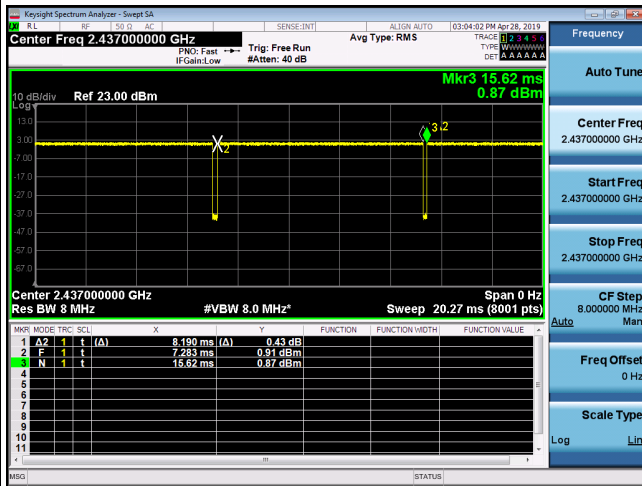 Keysight Spectrum Analyzer - Swept SA
RL RF 50 Ω AC SENSE:INT ALIGN AUTO 03:04:02 PM Apr 28, 2019
Center Freq 2.437000000 GHz
PNO: Fast
IFGain:Low
Trig: Free Run
#Atten: 40 dB
Avg Type: RMS
TRACE 1 2 3 4 5 6
TYPE WWWWWW
DET A A A A A A
Mkr3 15.62 ms
0.87 dBm
10 dB/div
Log
Ref 23.00 dBm
13.0
3.00
-7.00
-17.0
-27.0
-37.0
-47.0
-57.0
-67.0
2
3 2
Center 2.437000000 GHz Span 0 Hz
Res BW 8 MHz #VBW 8.0 MHz* Sweep 20.27 ms (8001 pts)
MKR MODE TRC SCL X Y FUNCTION FUNCTION WIDTH FUNCTION VALUE
1 Δ2 1 t (Δ) 8.190 ms (Δ) 0.43 dB
2 F 1 t 7.283 ms 0.91 dBm
3 N 1 t 15.62 ms 0.87 dBm
4
5
6
7
8
9
10
11
MSG STATUS
Frequency
Auto Tune
Center Freq
2.437000000 GHz
Start Freq
2.437000000 GHz
Stop Freq
2.437000000 GHz
CF Step
8.000000 MHz
Auto Man
Freq Offset
0 Hz
Scale Type
Log Lin